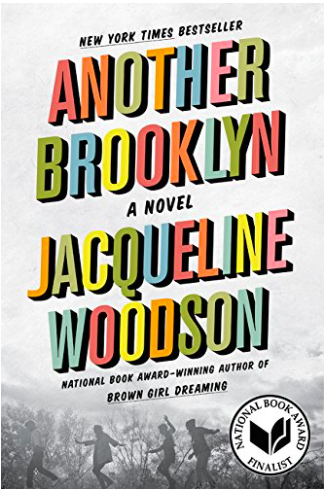 NEW YORK TIMES BESTSELLER
ANOTHER
BROOKLYN
A NOVEL
JACQUELINE
WOODSON
NATIONAL BOOK AWARD-WINNING AUTHOR OF
BROWN GIRL DREAMING
NATIONAL BOOK AWARD
FINALIST